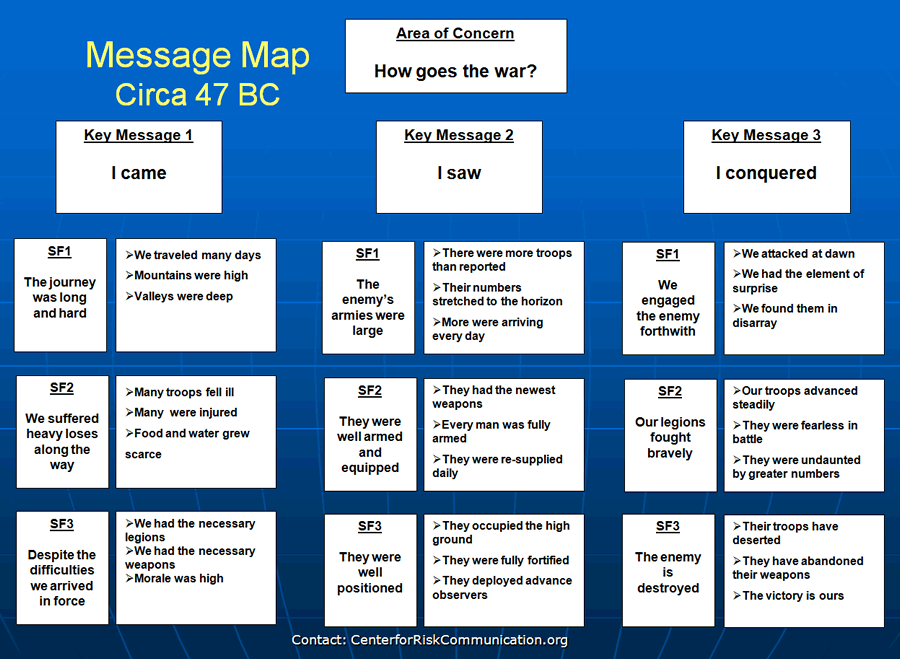 Message Map
Circa 47 BC
Area of Concern
How goes the war?
Key Message 1
I came
Key Message 2
I saw
Key Message 3
I conquered
SF1
The journey
was long
and hard
➢We traveled many days
➢Mountains were high
➢Valleys were deep
SF1
The
enemy's
armies were
large
➢There were more troops
than reported
➢Their numbers
stretched to the horizon
➢More were arriving
every day
SF1
We
engaged
the enemy
forthwith
➢We attacked at dawn
➢We had the element of
surprise
➢We found them in
disarray
SF2
We suffered
heavy loses
along the
way
➢Many troops fell ill
➢Many were injured
➢Food and water grew
scarce
SF2
They were
well armed
and
equipped
➢They had the newest
weapons
➢Every man was fully
armed
➢They were re-supplied
daily
SF2
Our legions
fought
bravely
➢Our troops advanced
steadily
➢They were fearless in
battle
➢They were undaunted
by greater numbers
SF3
Despite the
difficulties
we arrived
in force
➢We had the necessary
legions
➢We had the necessary
weapons
➢Morale was high
SF3
They were
well
positioned
➢They occupied the high
ground
➢They were fully fortified
➢They deployed advance
observers
SF3
The enemy
is
destroyed
➢Their troops have
deserted
➢They have abandoned
their weapons
➢The victory is ours
Contact: CenterforRiskCommunication.org